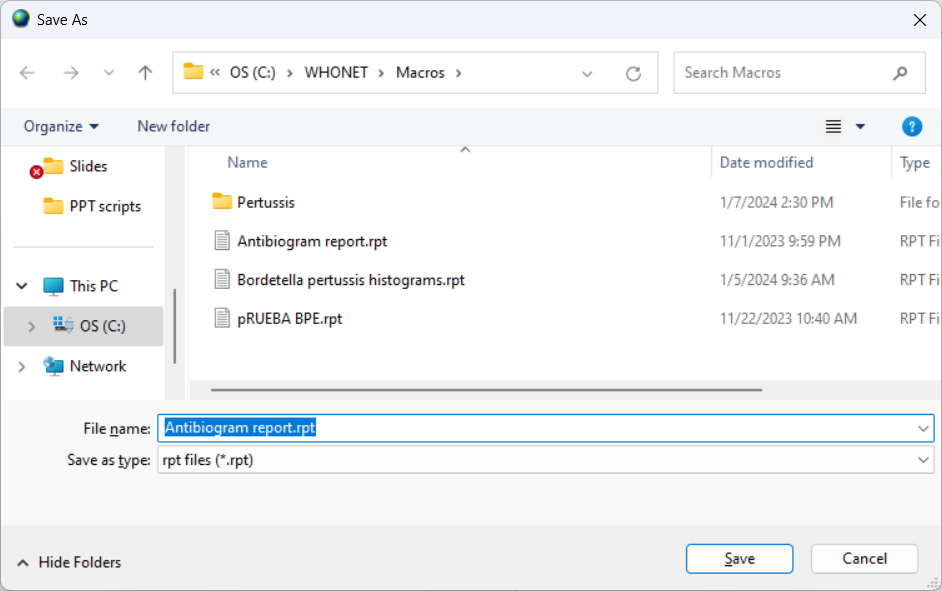 Save As
« OS (C:) › WHONET › Macros ›
Search Macros
Organize
New folder
?
Slides
PPT scripts
This PC
OS (C:)
Network
Name
Date modified
Type
Pertussis
1/7/2024 2:30 PM
File fo
Antibiogram report.rpt
11/1/2023 9:59 PM
RPT Fi
Bordetella pertussis histograms.rpt
1/5/2024 9:36 AM
RPT Fi
pRUEBA BPE.rpt
11/22/2023 10:40 AM
RPT Fi
File name:
Antibiogram report.rpt
Save as type:
rpt files (*.rpt)
Hide Folders
Save
Cancel